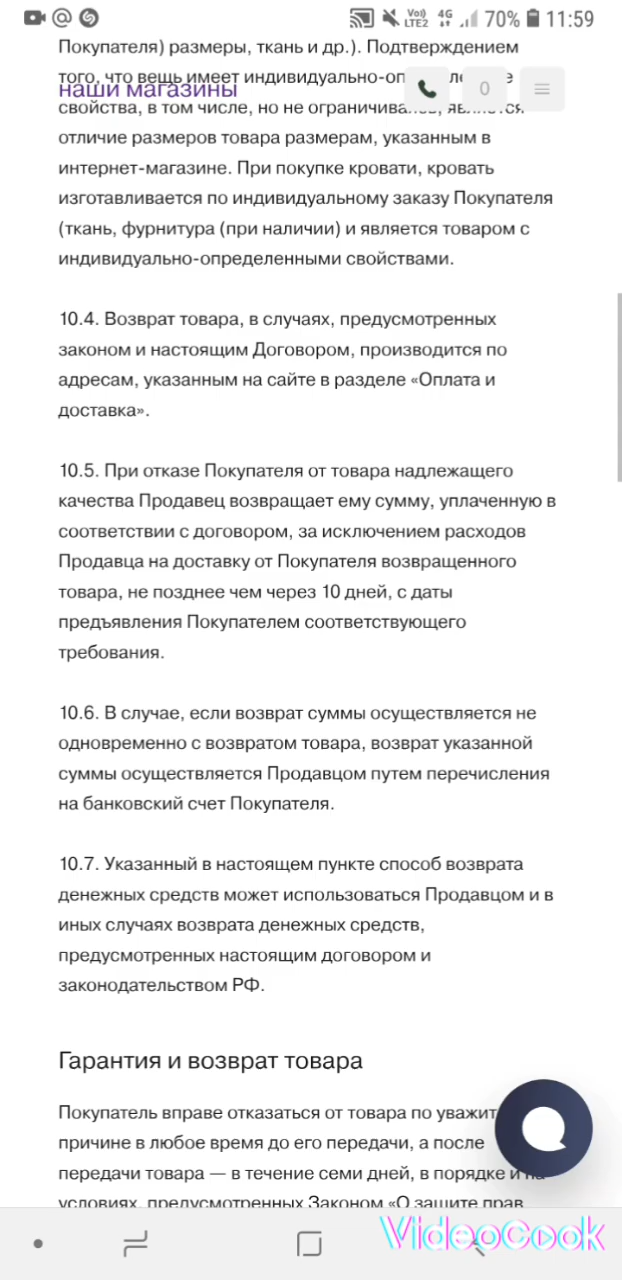 Vo)) 4G 70% 11:59
LTE2
Покупателя) размеры, ткань и др.). Подтверждением
того, что вещь имеет индивидуально-
наши магазины 0
свойства, в том числе, но не ограничиваясь, является
отличие размеров товара размерам, указанным в
интернет-магазине. При покупке кровати, кровать
изготавливается по индивидуальному заказу Покупателя
(ткань, фурнитура (при наличии) и является товаром с
индивидуально-определенными свойствами.
10.4. Возврат товара, в случаях, предусмотренных
законом и настоящим Договором, производится по
адресам, указанным на сайте в разделе «Оплата и
доставка».
10.5. При отказе Покупателя от товара надлежащего
качества Продавец возвращает ему сумму, уплаченную в
соответствии с договором, за исключением расходов
Продавца на доставку от Покупателя возвращенного
товара, не позднее чем через 10 дней, с даты
предъявления Покупателем соответствующего
требования.
10.6. В случае, если возврат суммы осуществляется не
одновременно с возвратом товара, возврат указанной
суммы осуществляется Продавцом путем перечисления
на банковский счет Покупателя.
10.7. Указанный в настоящем пункте способ возврата
денежных средств может использоваться Продавцом и в
иных случаях возврата денежных средств,
предусмотренных настоящим договором и
законодательством РФ.
Гарантия и возврат товара
Покупатель вправе отказаться от товара по уважит
причине в любое время до его передачи, а после
передачи товара — в течение семи дней, в порядке и на
условиях, предусмотренных Законом «О защите прав
VideoCook